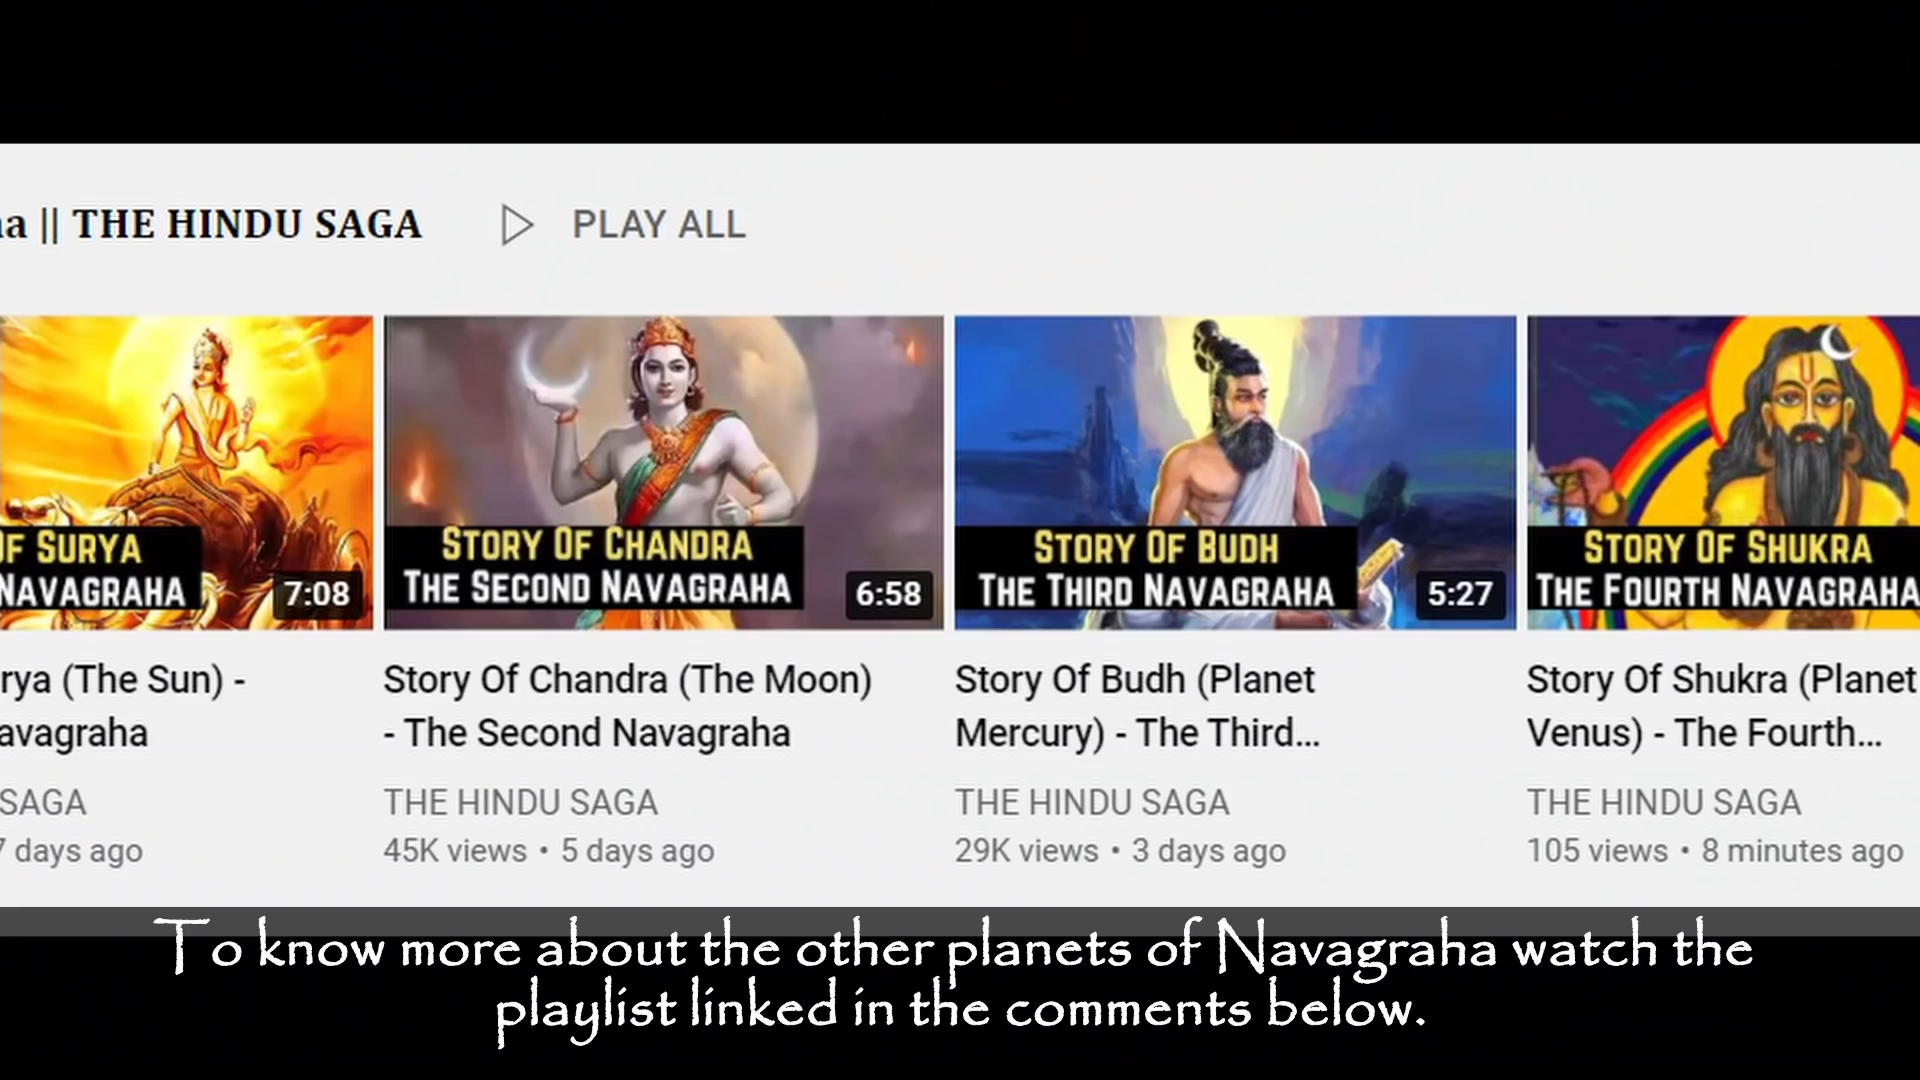 a || THE HINDU SAGA
PLAY ALL
OF SURYA
NAVAGRAHA
7:08
STORY OF CHANDRA
THE SECOND NAVAGRAHA
6:58
STORY OF BUDH
THE THIRD NAVAGRAHA
5:27
STORY OF SHUKRA
THE FOURTH NAVAGRAHA
rya (The Sun) -
avagraha
SAGA
7 days ago
Story Of Chandra (The Moon)
- The Second Navagraha
THE HINDU SAGA
45K views • 5 days ago
Story Of Budh (Planet
Mercury) - The Third...
THE HINDU SAGA
29K views • 3 days ago
Story Of Shukra (Planet
Venus) - The Fourth...
THE HINDU SAGA
105 views • 8 minutes ago
To know more about the other planets of Navagraha watch the
playlist linked in the comments below.